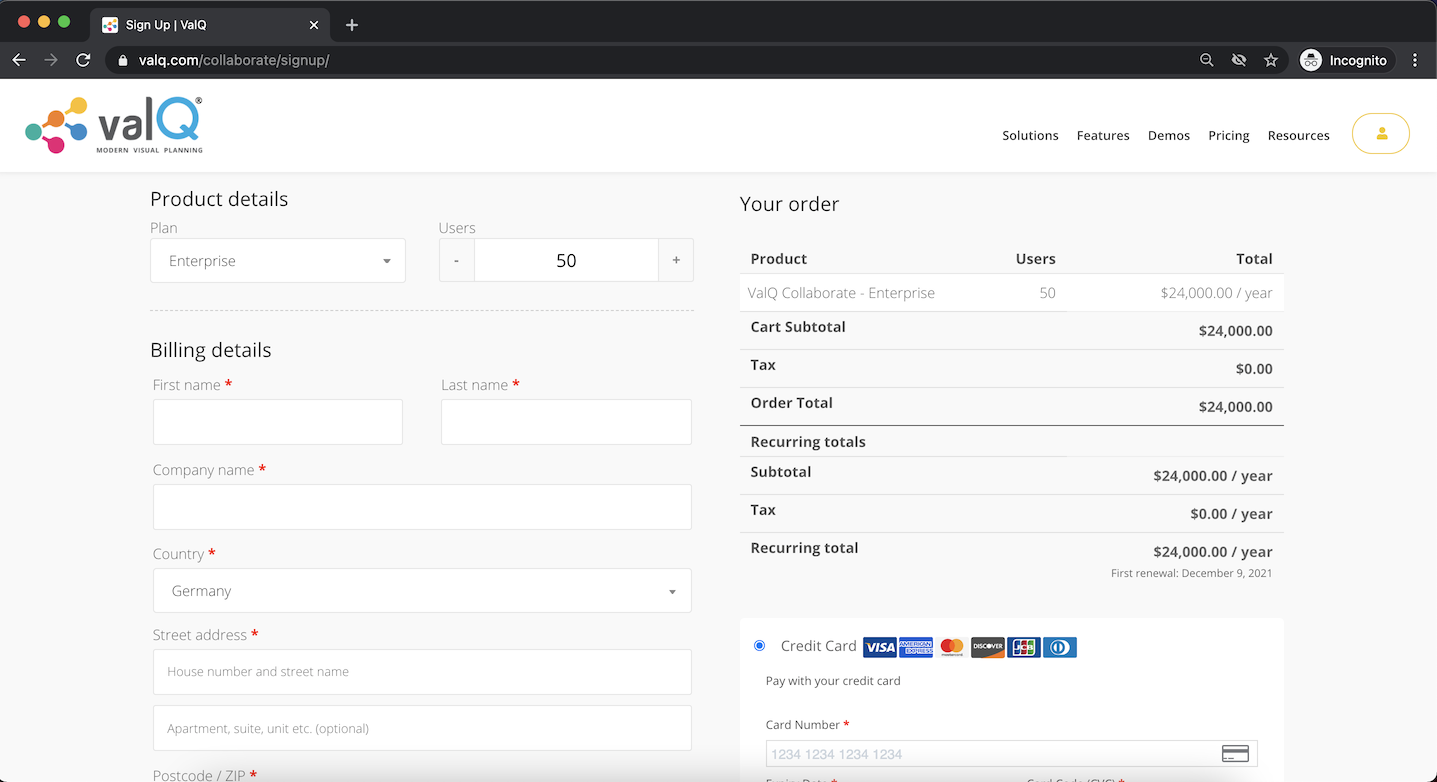 Sign Up | ValQ
valq.com/collaborate/signup/
Incognito
valQ®
MODERN VISUAL PLANNING
Solutions Features Demos Pricing Resources
Product details
Plan Users
Enterprise - 50 +
Billing details
First name * Last name *
Company name *
Country *
Germany
Street address *
House number and street name
Apartment, suite, unit etc. (optional)
Postcode / ZIP *
Your order
Product Users Total
ValQ Collaborate - Enterprise 50 $24,000.00 / year
Cart Subtotal $24,000.00
Tax $0.00
Order Total $24,000.00
Recurring totals
Subtotal $24,000.00 / year
Tax $0.00 / year
Recurring total $24,000.00 / year
First renewal: December 9, 2021
Credit Card VISA AMERICAN EXPRESS mastercard DISCOVER JCB
Pay with your credit card
Card Number *
1234 1234 1234 1234